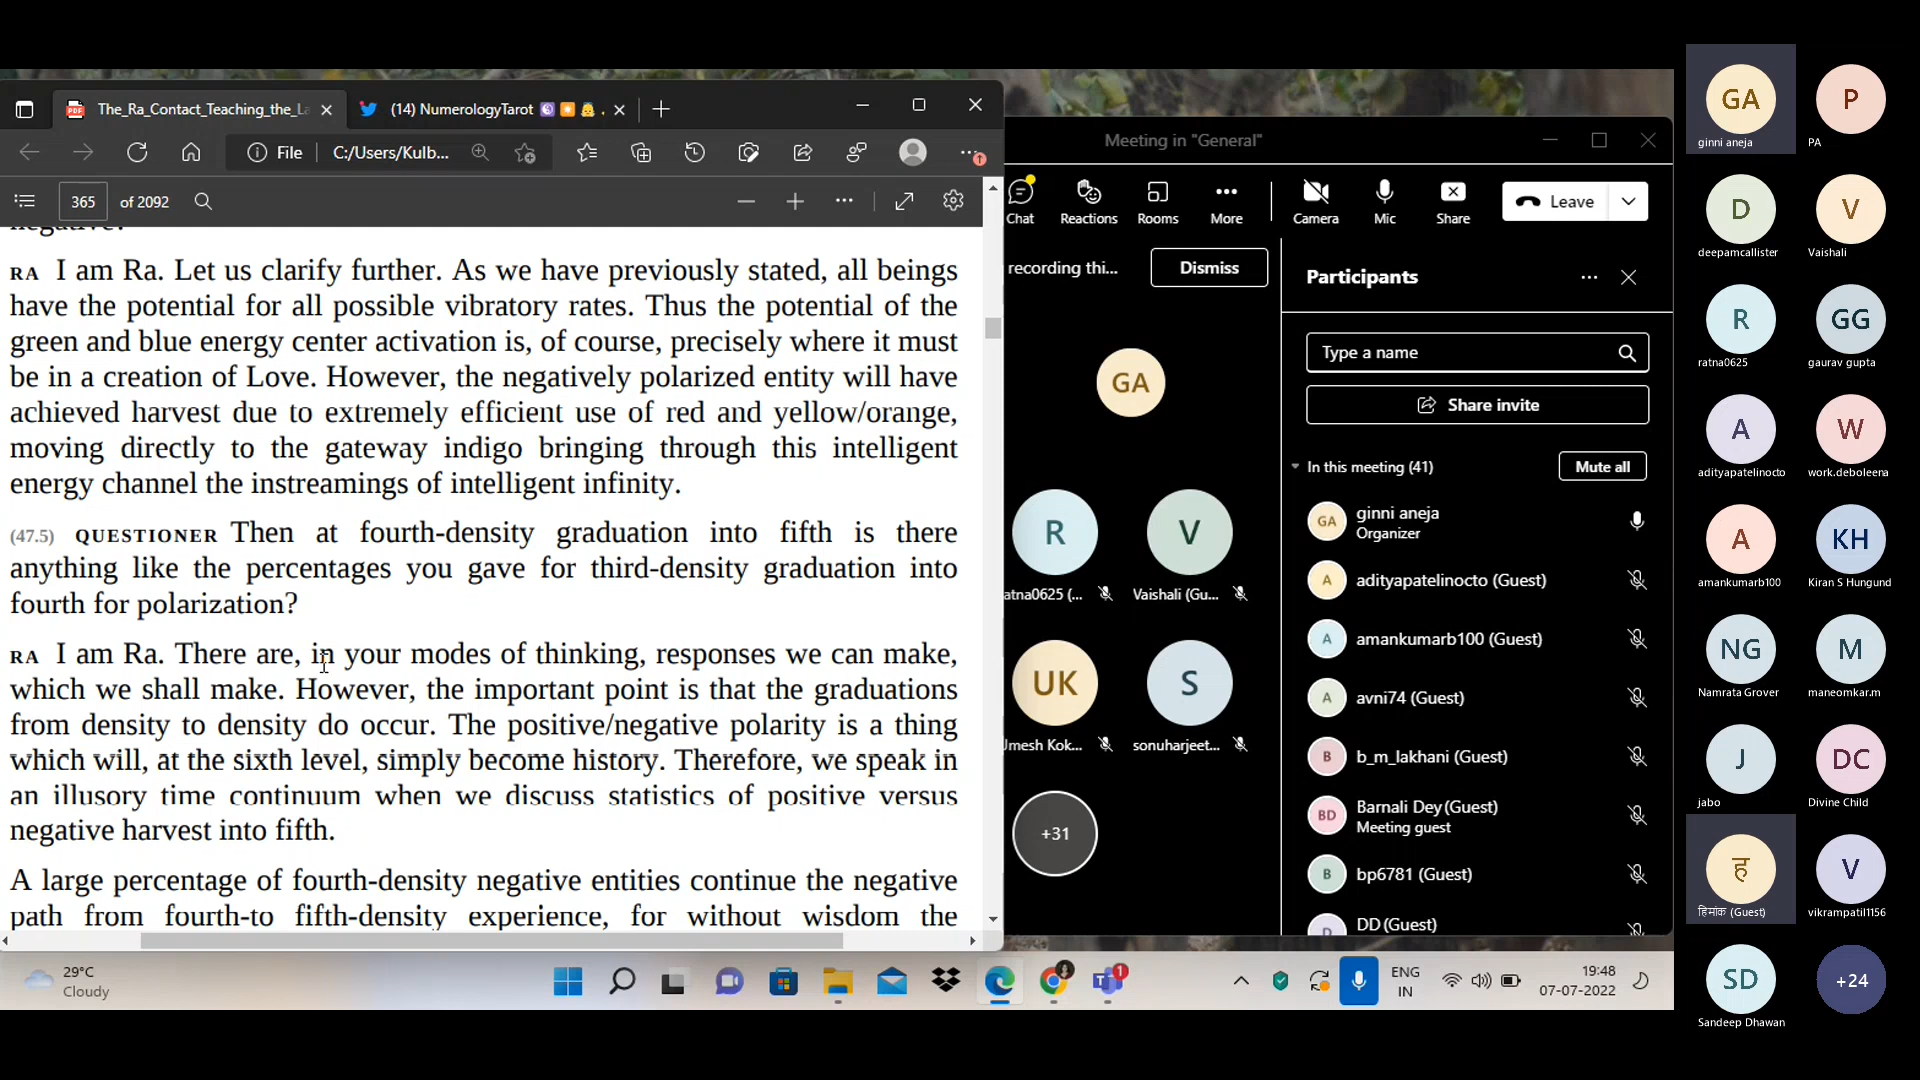 The_Ra_Contact_Teaching_the_La
(14) NumerologyTarot
File
C:/Users/Kulb...
365
of 2092
negative?
RA I am Ra. Let us clarify further. As we have previously stated, all beings
have the potential for all possible vibratory rates. Thus the potential of the
green and blue energy center activation is, of course, precisely where it must
be in a creation of Love. However, the negatively polarized entity will have
achieved harvest due to extremely efficient use of red and yellow/orange,
moving directly to the gateway indigo bringing through this intelligent
energy channel the instreamings of intelligent infinity.
(47.5) QUESTIONER Then at fourth-density graduation into fifth is there
anything like the percentages you gave for third-density graduation into
fourth for polarization?
RA I am Ra. There are, in your modes of thinking, responses we can make,
which we shall make. However, the important point is that the graduations
from density to density do occur. The positive/negative polarity is a thing
which will, at the sixth level, simply become history. Therefore, we speak in
an illusory time continuum when we discuss statistics of positive versus
negative harvest into fifth.
A large percentage of fourth-density negative entities continue the negative
path from fourth-to fifth-density experience, for without wisdom the
Meeting in "General"
Chat
Reactions
Rooms
More
Camera
Mic
Share
Leave
recording thi...
Dismiss
GA
R
atna0625 (...
V
Vaishali (Gu...
UK
Jmesh Kok...
S
sonuharjeet...
+31
Participants
Type a name
Share invite
In this meeting (41)
Mute all
GA
ginni aneja
Organizer
A
adityapatelinocto (Guest)
A
amankumarb100 (Guest)
A
avni74 (Guest)
B
b_m_lakhani (Guest)
BD
Barnali Dey(Guest)
Meeting guest
B
bp6781 (Guest)
D
DD(Guest)
GA
ginni aneja
P
PA
D
deepamcallister
V
Vaishali
R
ratna0625
GG
gaurav gupta
A
adityapatelinocto
W
work.deboleena
A
amankumarb100
KH
Kiran S Hungund
NG
Namrata Grover
M
maneomkar.m
J
jabo
DC
Divine Child
ह
हिमांक (Guest)
V
vikrampatil1156
SD
Sandeep Dhawan
+24
29°C
Cloudy
1
ENG
IN
19:48
07-07-2022